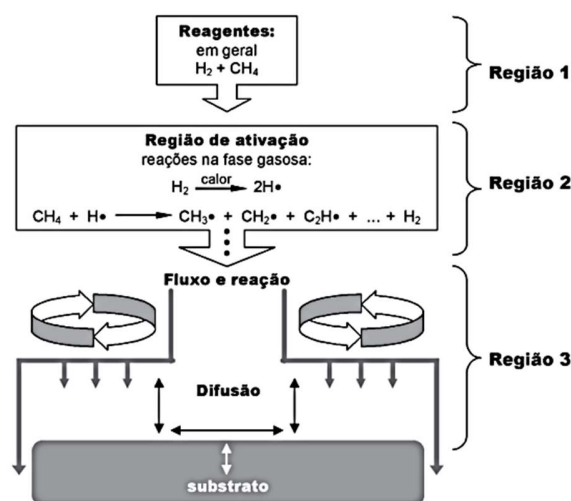 Reagentes:
em geral
H₂ + CH₄
Região 1
Região de ativação
reações na fase gasosa:
H₂ calor 2H•
CH₄ + H• CH₃• + CH₂• + C₂H• + ... + H₂
Região 2
Fluxo e reação
Região 3
Difusão
substrato